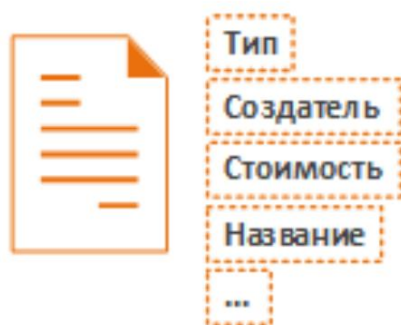 Тип
Создатель
Стоимость
Название
...